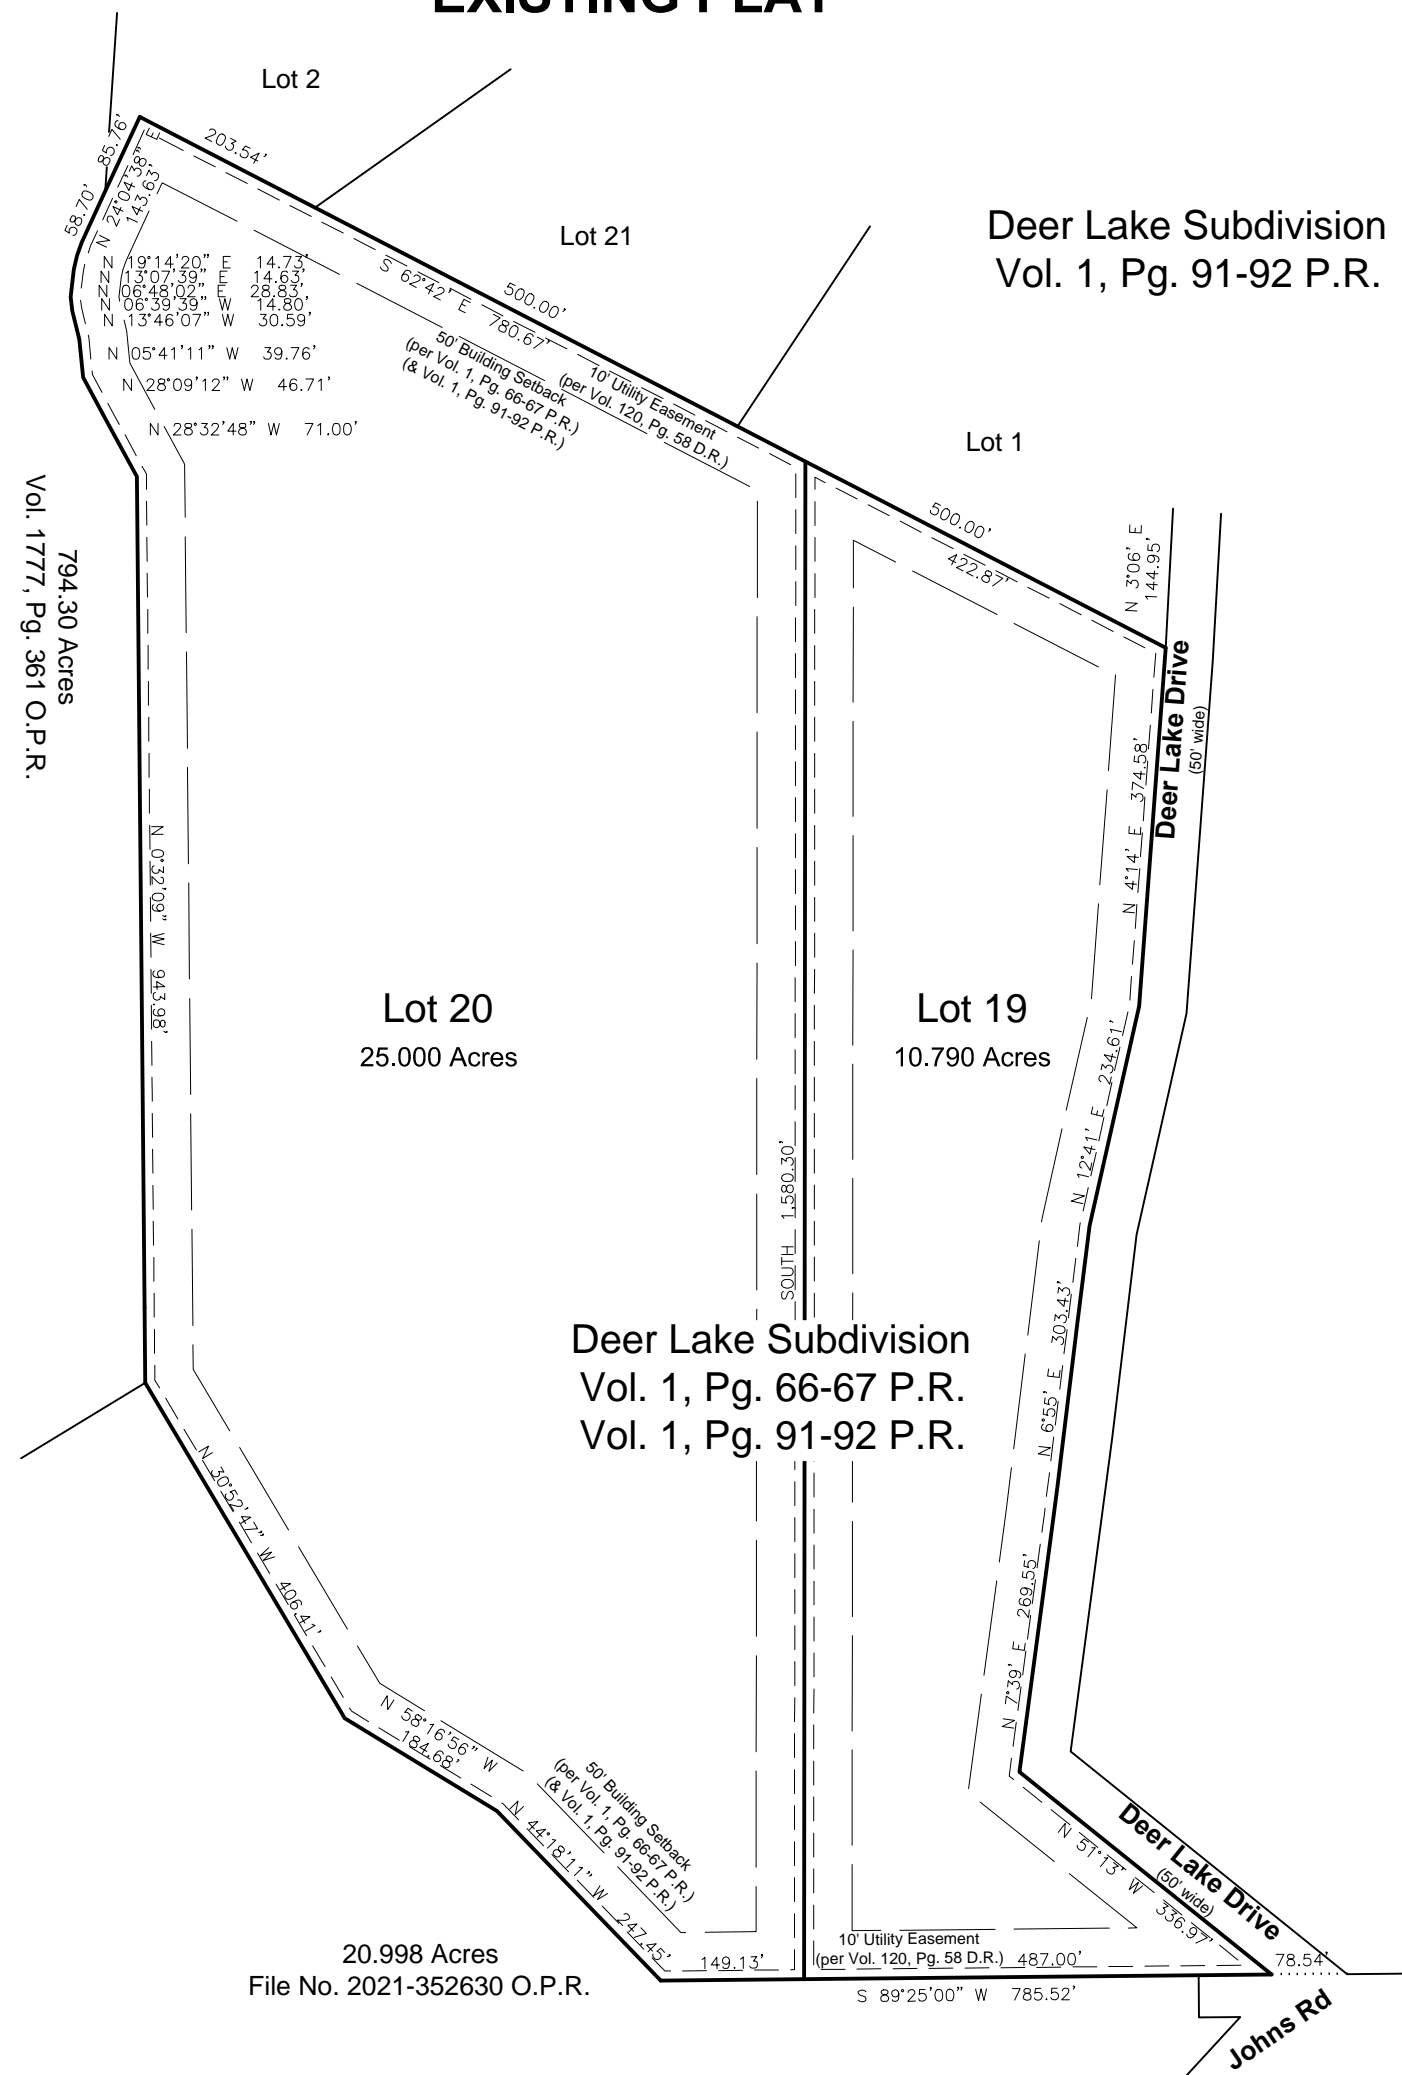 EXISTING PLAT
Lot 2
85.76'
203.54'
58.70'
N 24°04'38" E
143.63'
Lot 21
Deer Lake Subdivision
Vol. 1, Pg. 91-92 P.R.
N 19°14'20" E 14.73'
N 13°07'39" E 14.63'
N 06°48'02" E 28.83'
N 06°39'39" W 14.80'
N 13°46'07" W 30.59'
N 05°41'11" W 39.76'
N 28°09'12" W 46.71'
N 28°32'48" W 71.00'
S 62°42' E 780.67'
500.00'
50' Building Setback
(per Vol. 1, Pg. 66-67 P.R.)
(& Vol. 1, Pg. 91-92 P.R.)
10' Utility Easement
(per Vol. 120, Pg. 58 D.R.)
Lot 1
500.00'
422.87'
N 3°06' E
144.95'
794.30 Acres
Vol. 1777, Pg. 361 O.P.R.
Deer Lake Drive
(50' wide)
N 4°14' E 374.58'
N 0°32'09" W 943.98'
Lot 20
25.000 Acres
Lot 19
10.790 Acres
N 12°41' E 234.61'
SOUTH 1,580.30'
Deer Lake Subdivision
Vol. 1, Pg. 66-67 P.R.
Vol. 1, Pg. 91-92 P.R.
N 6°55' E 303.43'
N 30°52'47" W 406.41'
N 7°39' E 269.55'
N 58°16'56" W
184.68'
50' Building Setback
(per Vol. 1, Pg. 66-67 P.R.)
(& Vol. 1, Pg. 91-92 P.R.)
N 44°18'11" W 247.45'
N 51°13' W 336.97'
Deer Lake Drive
(50' wide)
20.998 Acres
File No. 2021-352630 O.P.R.
149.13'
10' Utility Easement
(per Vol. 120, Pg. 58 D.R.) 487.00'
78.54'
S 89°25'00" W 785.52'
Johns Rd